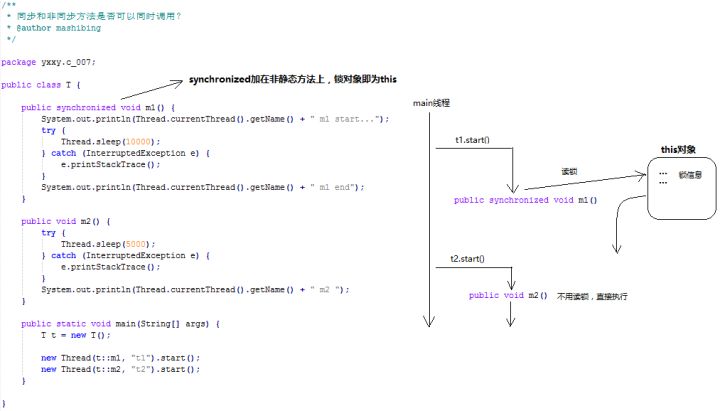 /**
 * 同步和非同步方法是否可以同时调用?
 * @author mashibing
 */
package yxxy.c_007;
public class T {
    public synchronized void m1() {
        System.out.println(Thread.currentThread().getName() + " m1 start...");
        try {
            Thread.sleep(10000);
        } catch (InterruptedException e) {
            e.printStackTrace();
        }
        System.out.println(Thread.currentThread().getName() + " m1 end");
    }
    public void m2() {
        try {
            Thread.sleep(5000);
        } catch (InterruptedException e) {
            e.printStackTrace();
        }
        System.out.println(Thread.currentThread().getName() + " m2 ");
    }
    public static void main(String[] args) {
        T t = new T();
        new Thread(t::m1, "t1").start();
        new Thread(t::m2, "t2").start();
    }
}
synchronized加在非静态方法上，锁对象即为this
main线程
t1.start()
读锁
this对象
... 锁信息
...
public synchronized void m1()
t2.start()
public void m2() 不用读锁，直接执行